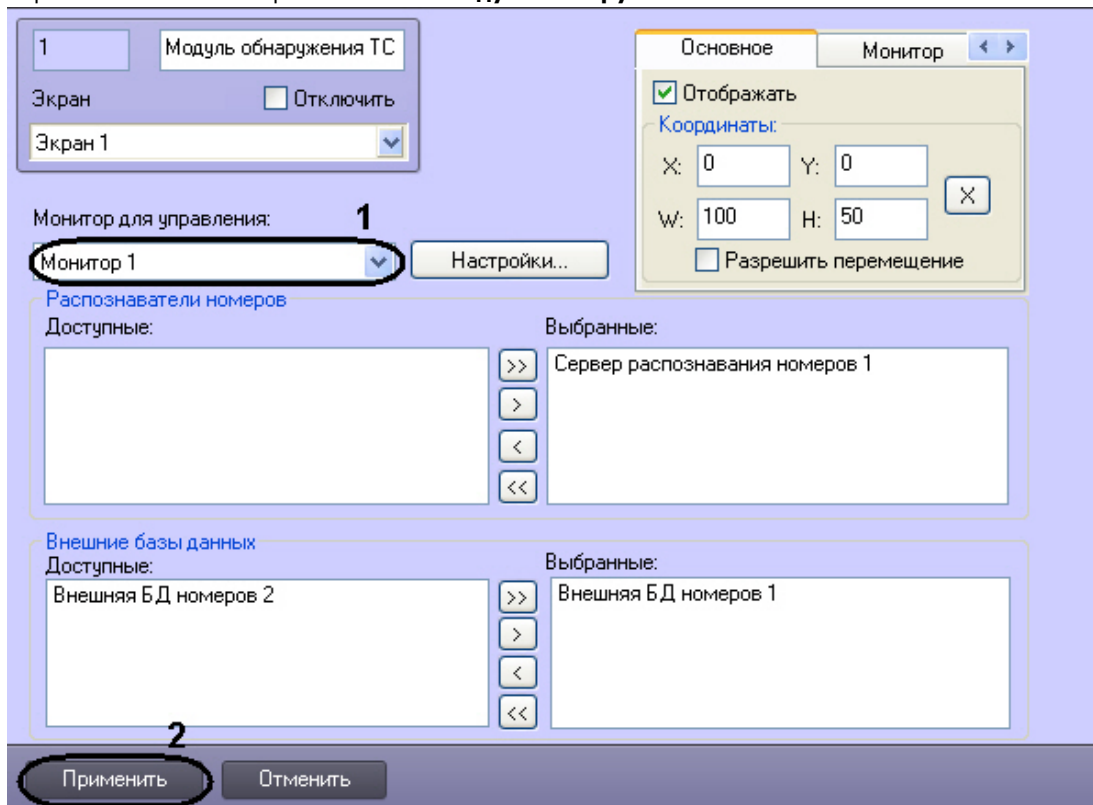 1
Модуль обнаружения ТС
Экран
Отключить
Экран 1
Основное
Монитор
Отображать
Координаты:
X: 0 Y: 0
X
W: 100 H: 50
Разрешить перемещение
Монитор для управления:
1
Монитор 1
Настройки...
Распознаватели номеров
Доступные:
Выбранные:
Сервер распознавания номеров 1
>>
>
<
<<
Внешние базы данных
Доступные:
Выбранные:
Внешняя БД номеров 2
Внешняя БД номеров 1
>>
>
<
<<
2
Применить
Отменить